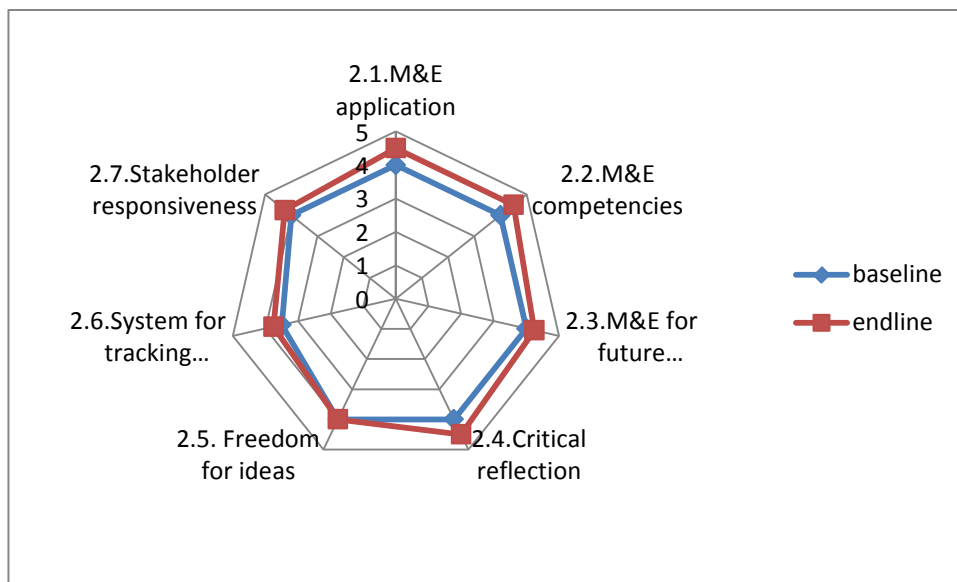 2.1.M&E
application
5
4
3
2
1
0
2.2.M&E
competencies
2.3.M&E for
future...
2.4.Critical
reflection
2.5. Freedom
for ideas
2.6.System for
tracking...
2.7.Stakeholder
responsiveness
baseline
endline